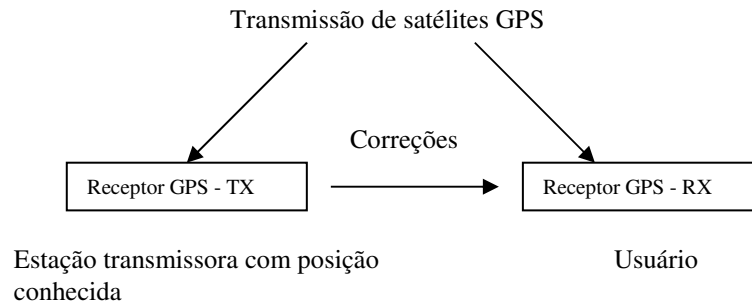 Transmissão de satélites GPS
Correções
Receptor GPS - TX
Receptor GPS - RX
Estação transmissora com posição
conhecida
Usuário